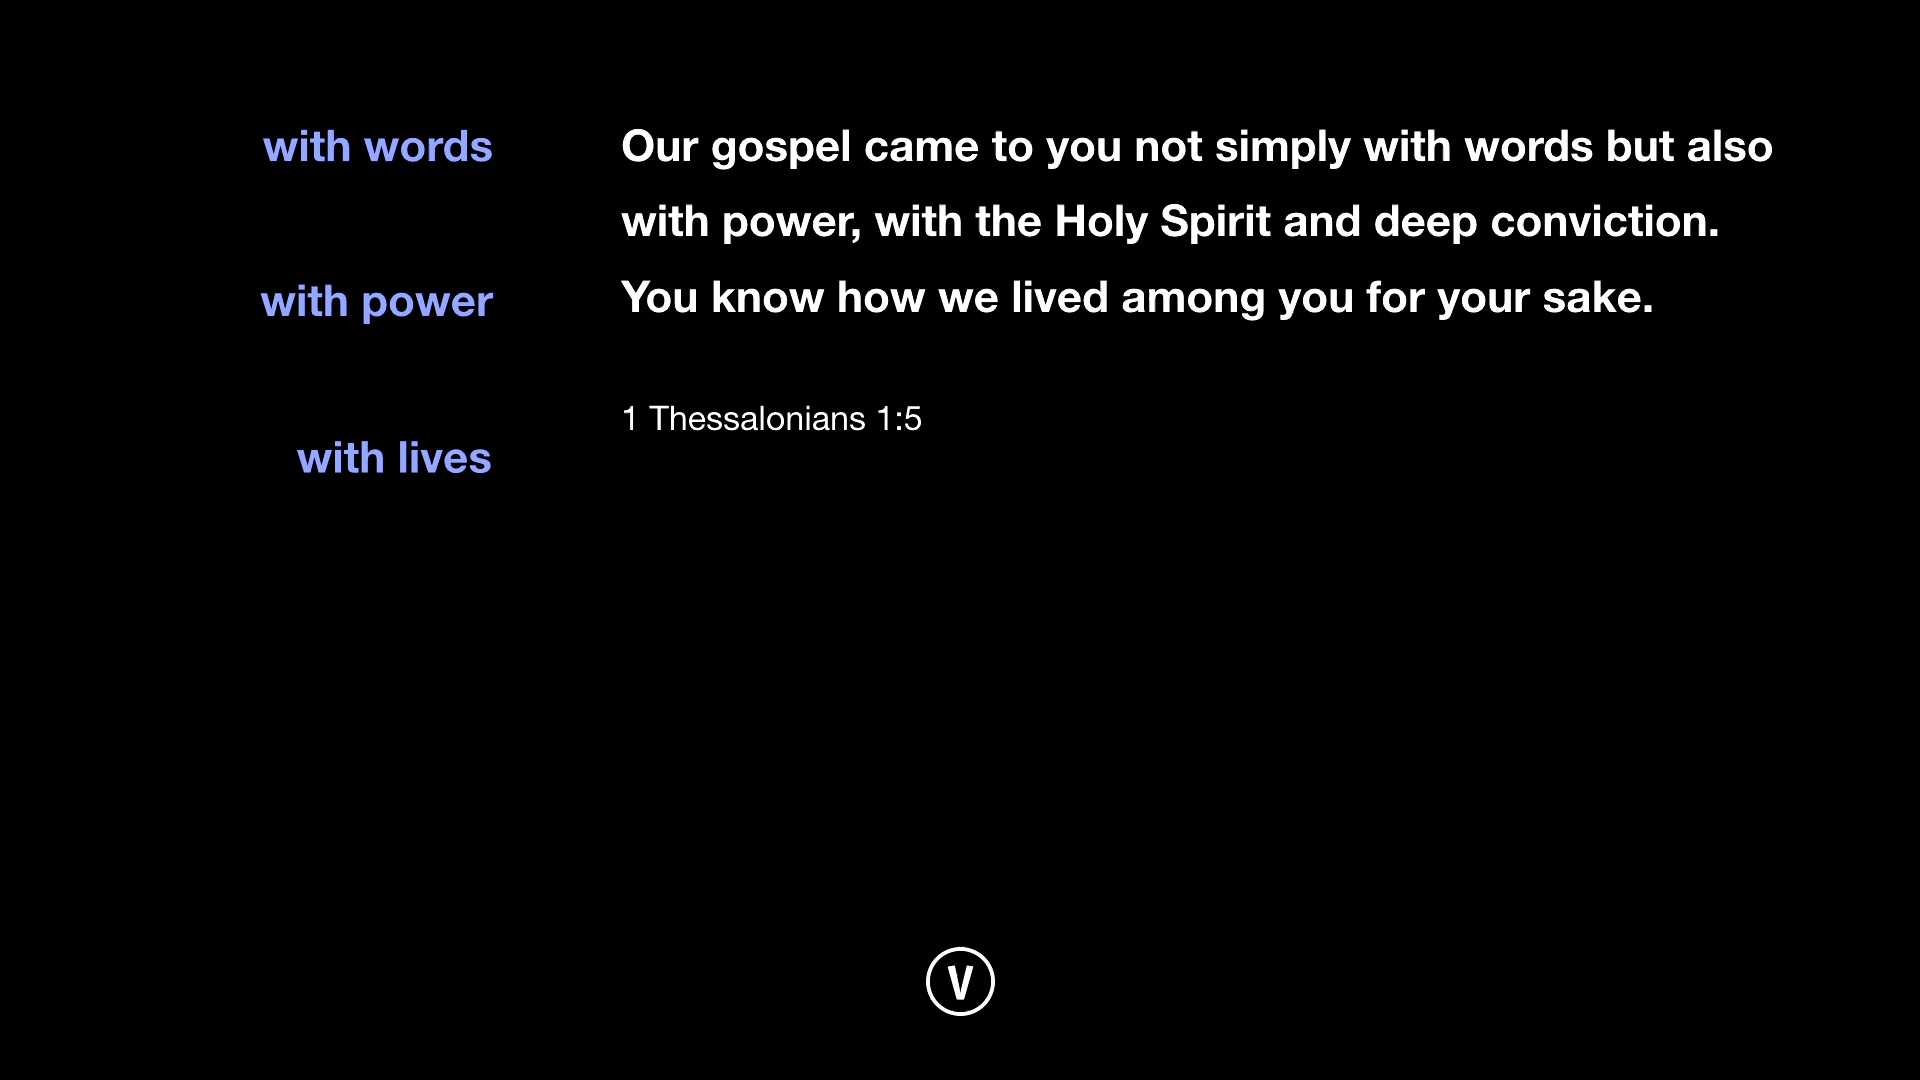 with words
with power
with lives
Our gospel came to you not simply with words but also
with power, with the Holy Spirit and deep conviction.
You know how we lived among you for your sake.
1 Thessalonians 1:5
V